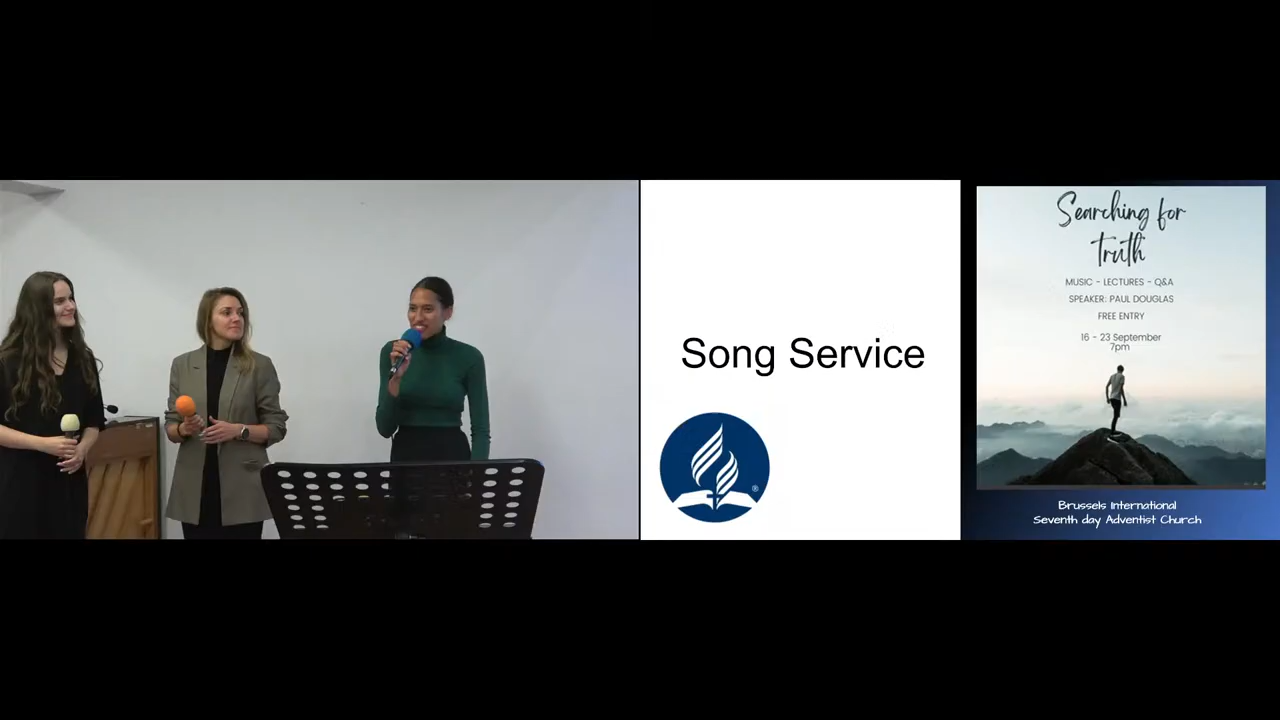 Song Service
®
Searching for
truth
MUSIC - LECTURES - Q&A
SPEAKER: PAUL DOUGLAS
FREE ENTRY
16 - 23 September
7pm
Brussels International
Seventh day Adventist Church